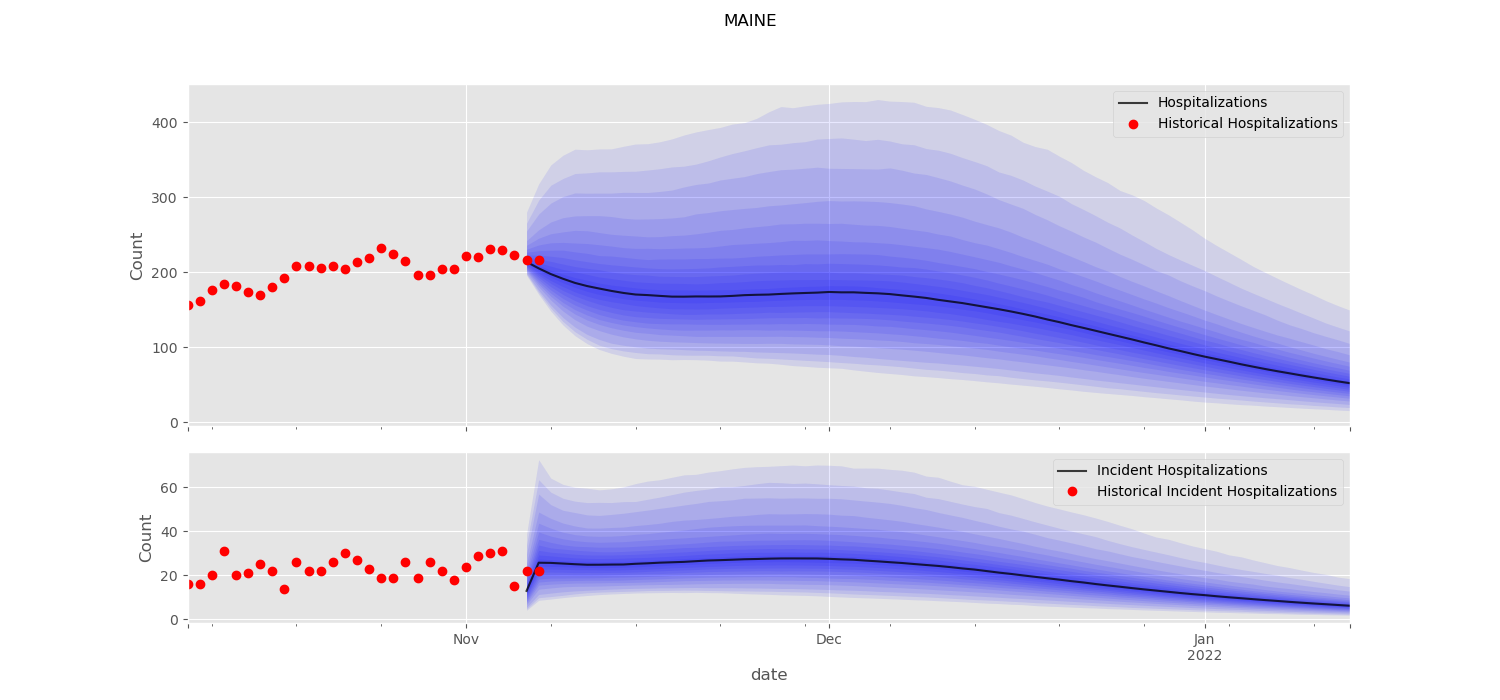 MAINE
Hospitalizations
Historical Hospitalizations
400
300
200
100
0
Count
Incident Hospitalizations
Historical Incident Hospitalizations
60
40
20
0
Count
Nov
Dec
Jan
2022
date